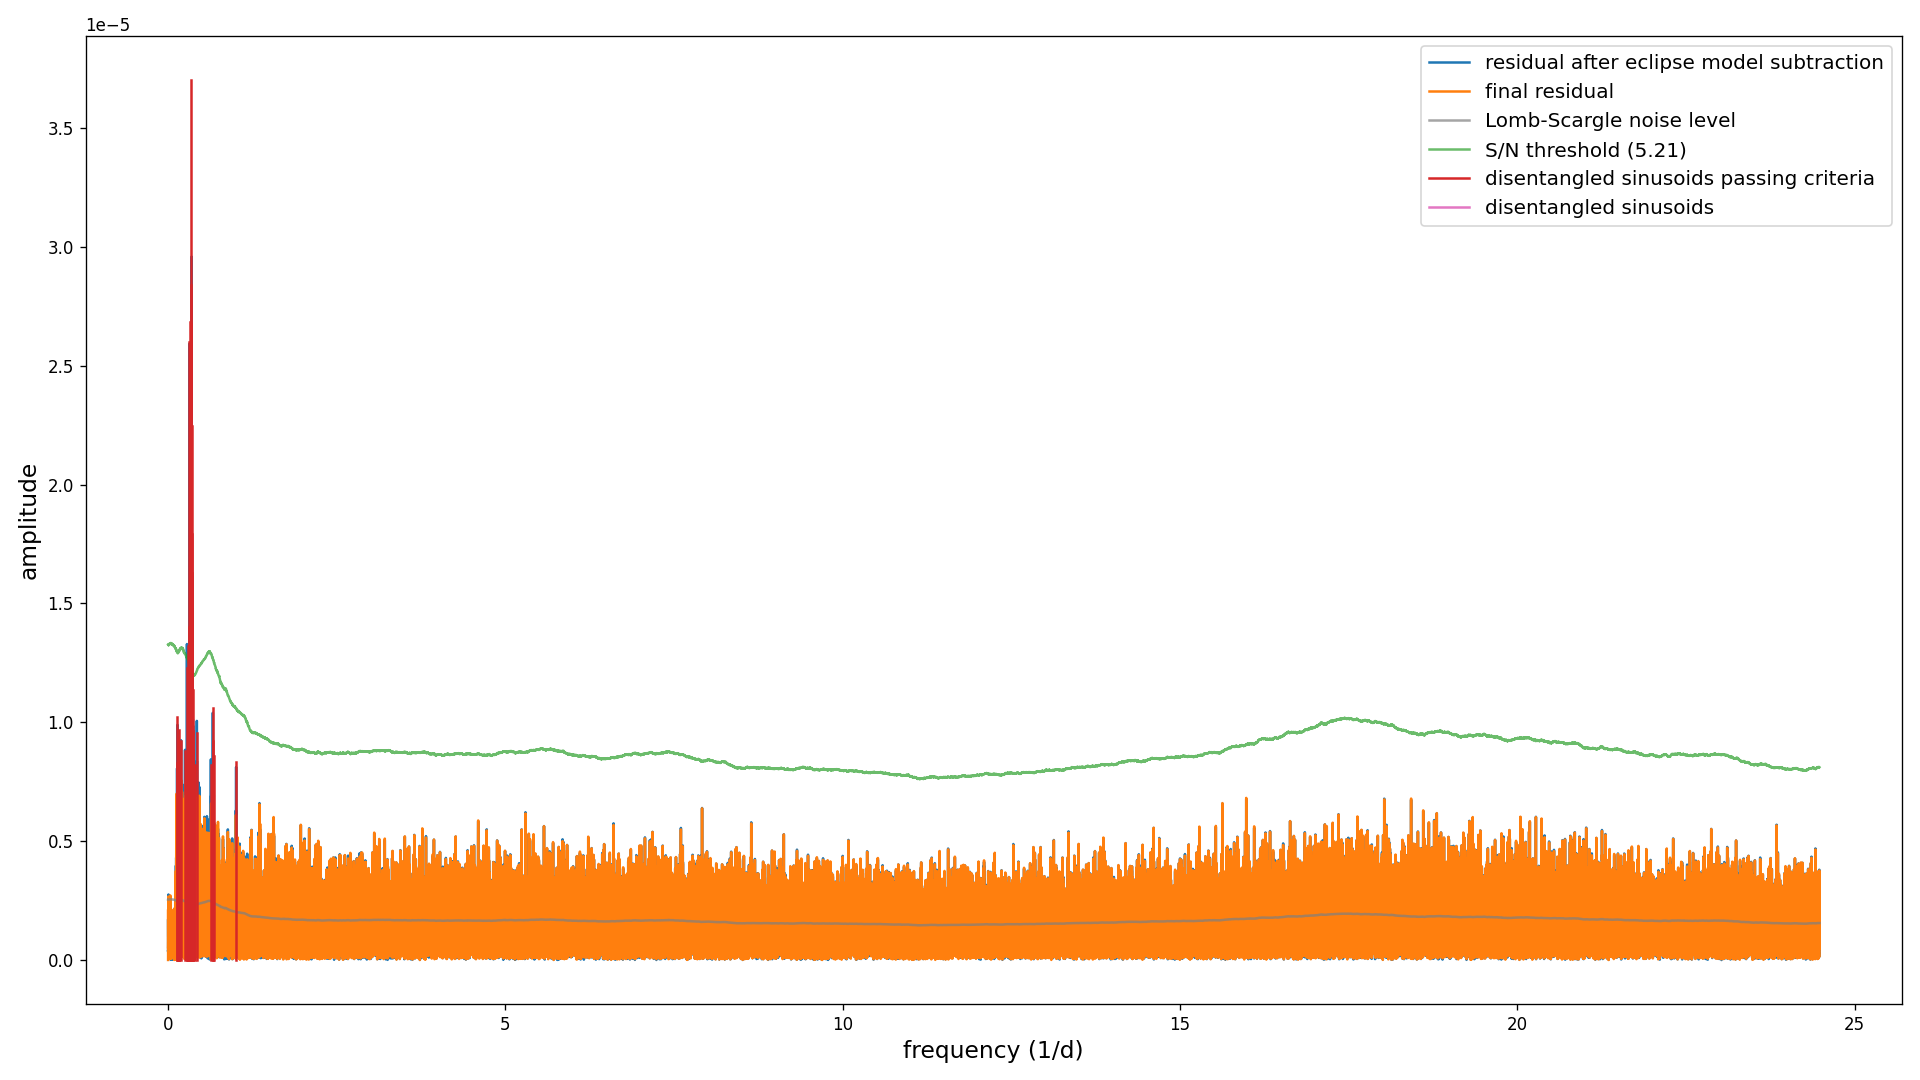 1e−5
residual after eclipse model subtraction
final residual
Lomb-Scargle noise level
S/N threshold (5.21)
disentangled sinusoids passing criteria
disentangled sinusoids
3.5
3.0
2.5
2.0
1.5
1.0
0.5
0.0
amplitude
0 5 10 15 20 25
frequency (1/d)